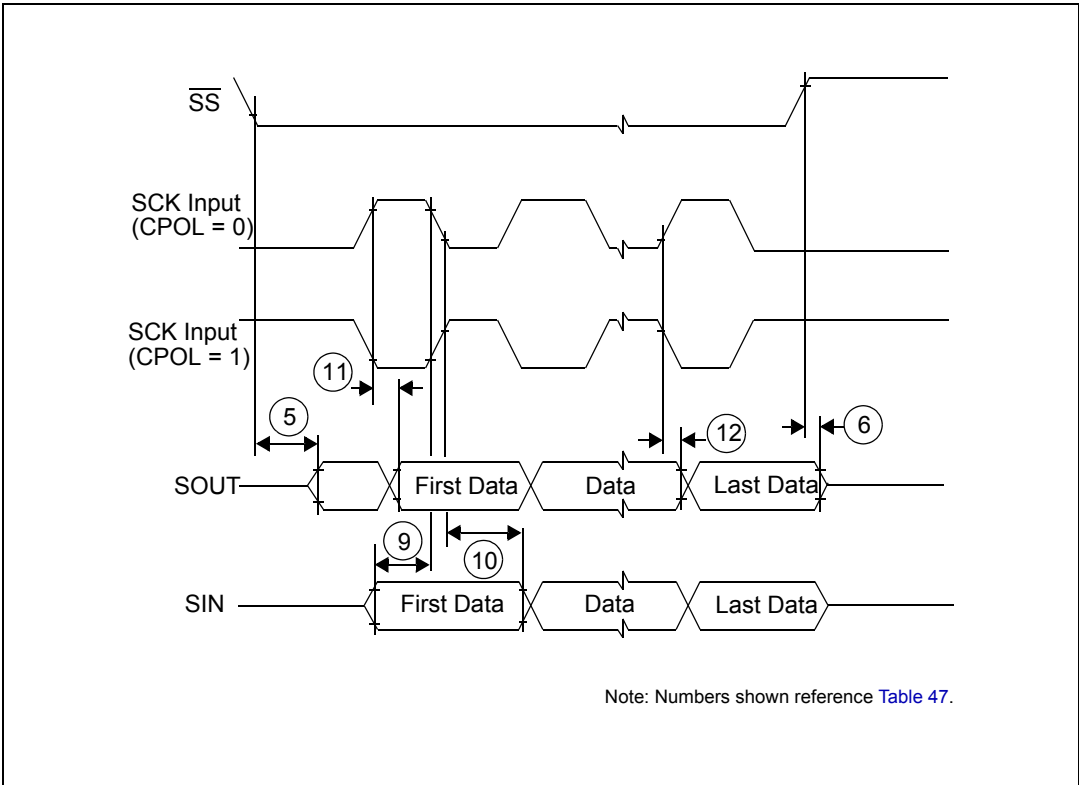 SS
SCK Input
(CPOL = 0)
SCK Input
(CPOL = 1)
11
5
12
6
SOUT
First Data
Data
Last Data
9
10
SIN
First Data
Data
Last Data
Note: Numbers shown reference Table 47.